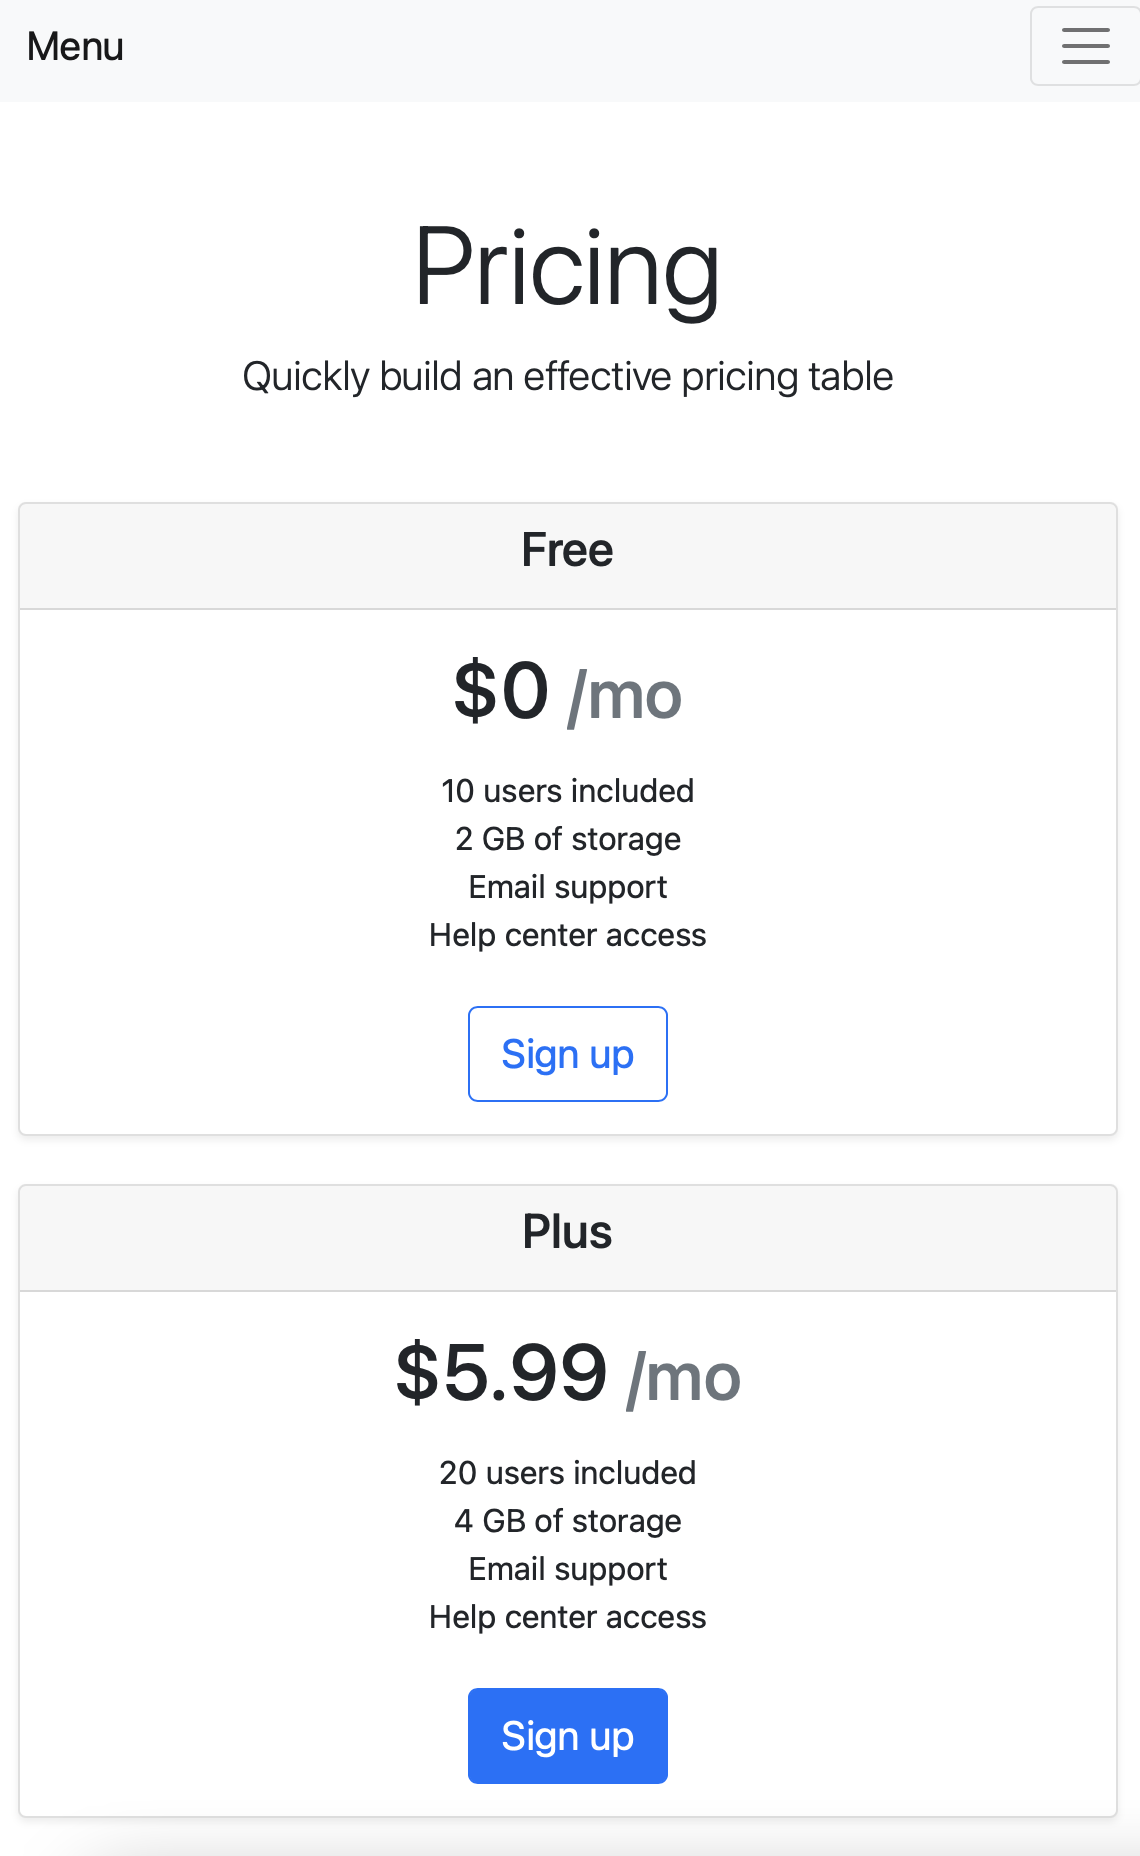 Menu
Pricing
Quickly build an effective pricing table
Free
$0 /mo
10 users included
2 GB of storage
Email support
Help center access
Sign up
Plus
$5.99 /mo
20 users included
4 GB of storage
Email support
Help center access
Sign up